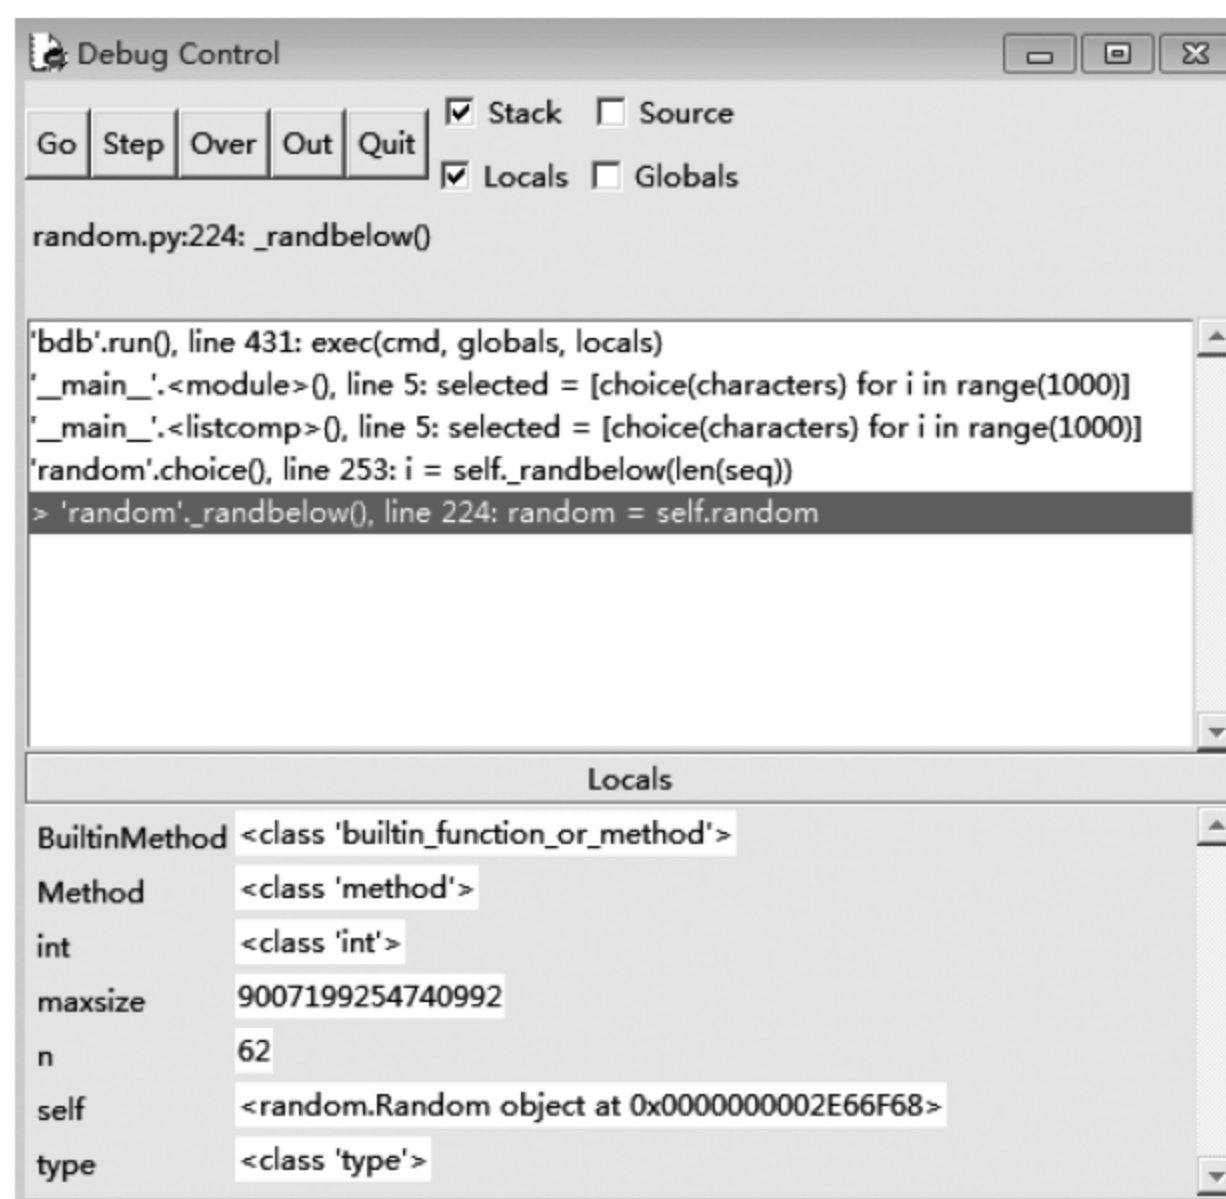 Debug Control
Go Step Over Out Quit
Stack Source
Locals Globals
random.py:224: _randbelow()
'bdb'.run(), line 431: exec(cmd, globals, locals)
'__main__'.<module>(), line 5: selected = [choice(characters) for i in range(1000)]
'__main__'.<listcomp>(), line 5: selected = [choice(characters) for i in range(1000)]
'random'.choice(), line 253: i = self._randbelow(len(seq))
> 'random'._randbelow(), line 224: random = self.random
Locals
BuiltinMethod <class 'builtin_function_or_method'>
Method <class 'method'>
int <class 'int'>
maxsize 9007199254740992
n 62
self <random.Random object at 0x0000000002E66F68>
type <class 'type'>